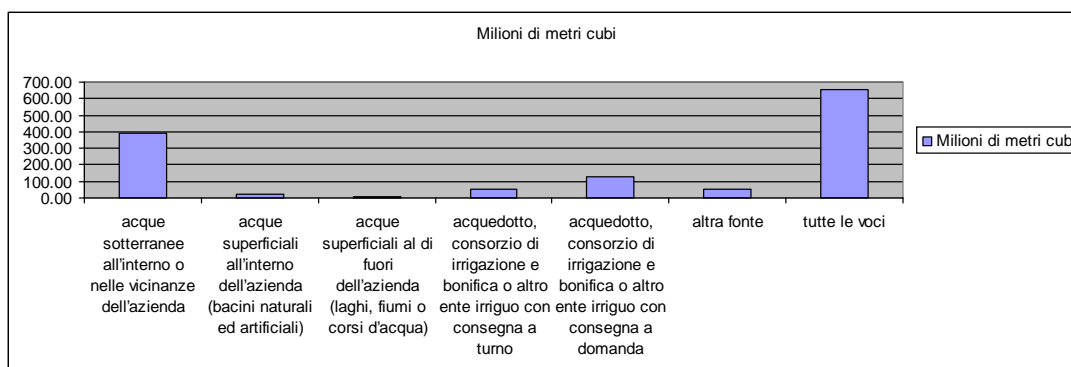 Milioni di metri cubi
700.00
600.00
500.00
400.00
300.00
200.00
100.00
0.00
acque
sotterranee
all'interno o
nelle vicinanze
dell'azienda
acque
superficiali
all'interno
dell'azienda
(bacini naturali
ed artificiali)
acque
superficiali al di
fuori
dell'azienda
(laghi, fiumi o
corsi d'acqua)
acquedotto,
consorzio di
irrigazione e
bonifica o altro
ente irriguo con
consegna a
turno
acquedotto,
consorzio di
irrigazione e
bonifica o altro
ente irriguo con
consegna a
domanda
altra fonte
tutte le voci
Milioni di metri cubi